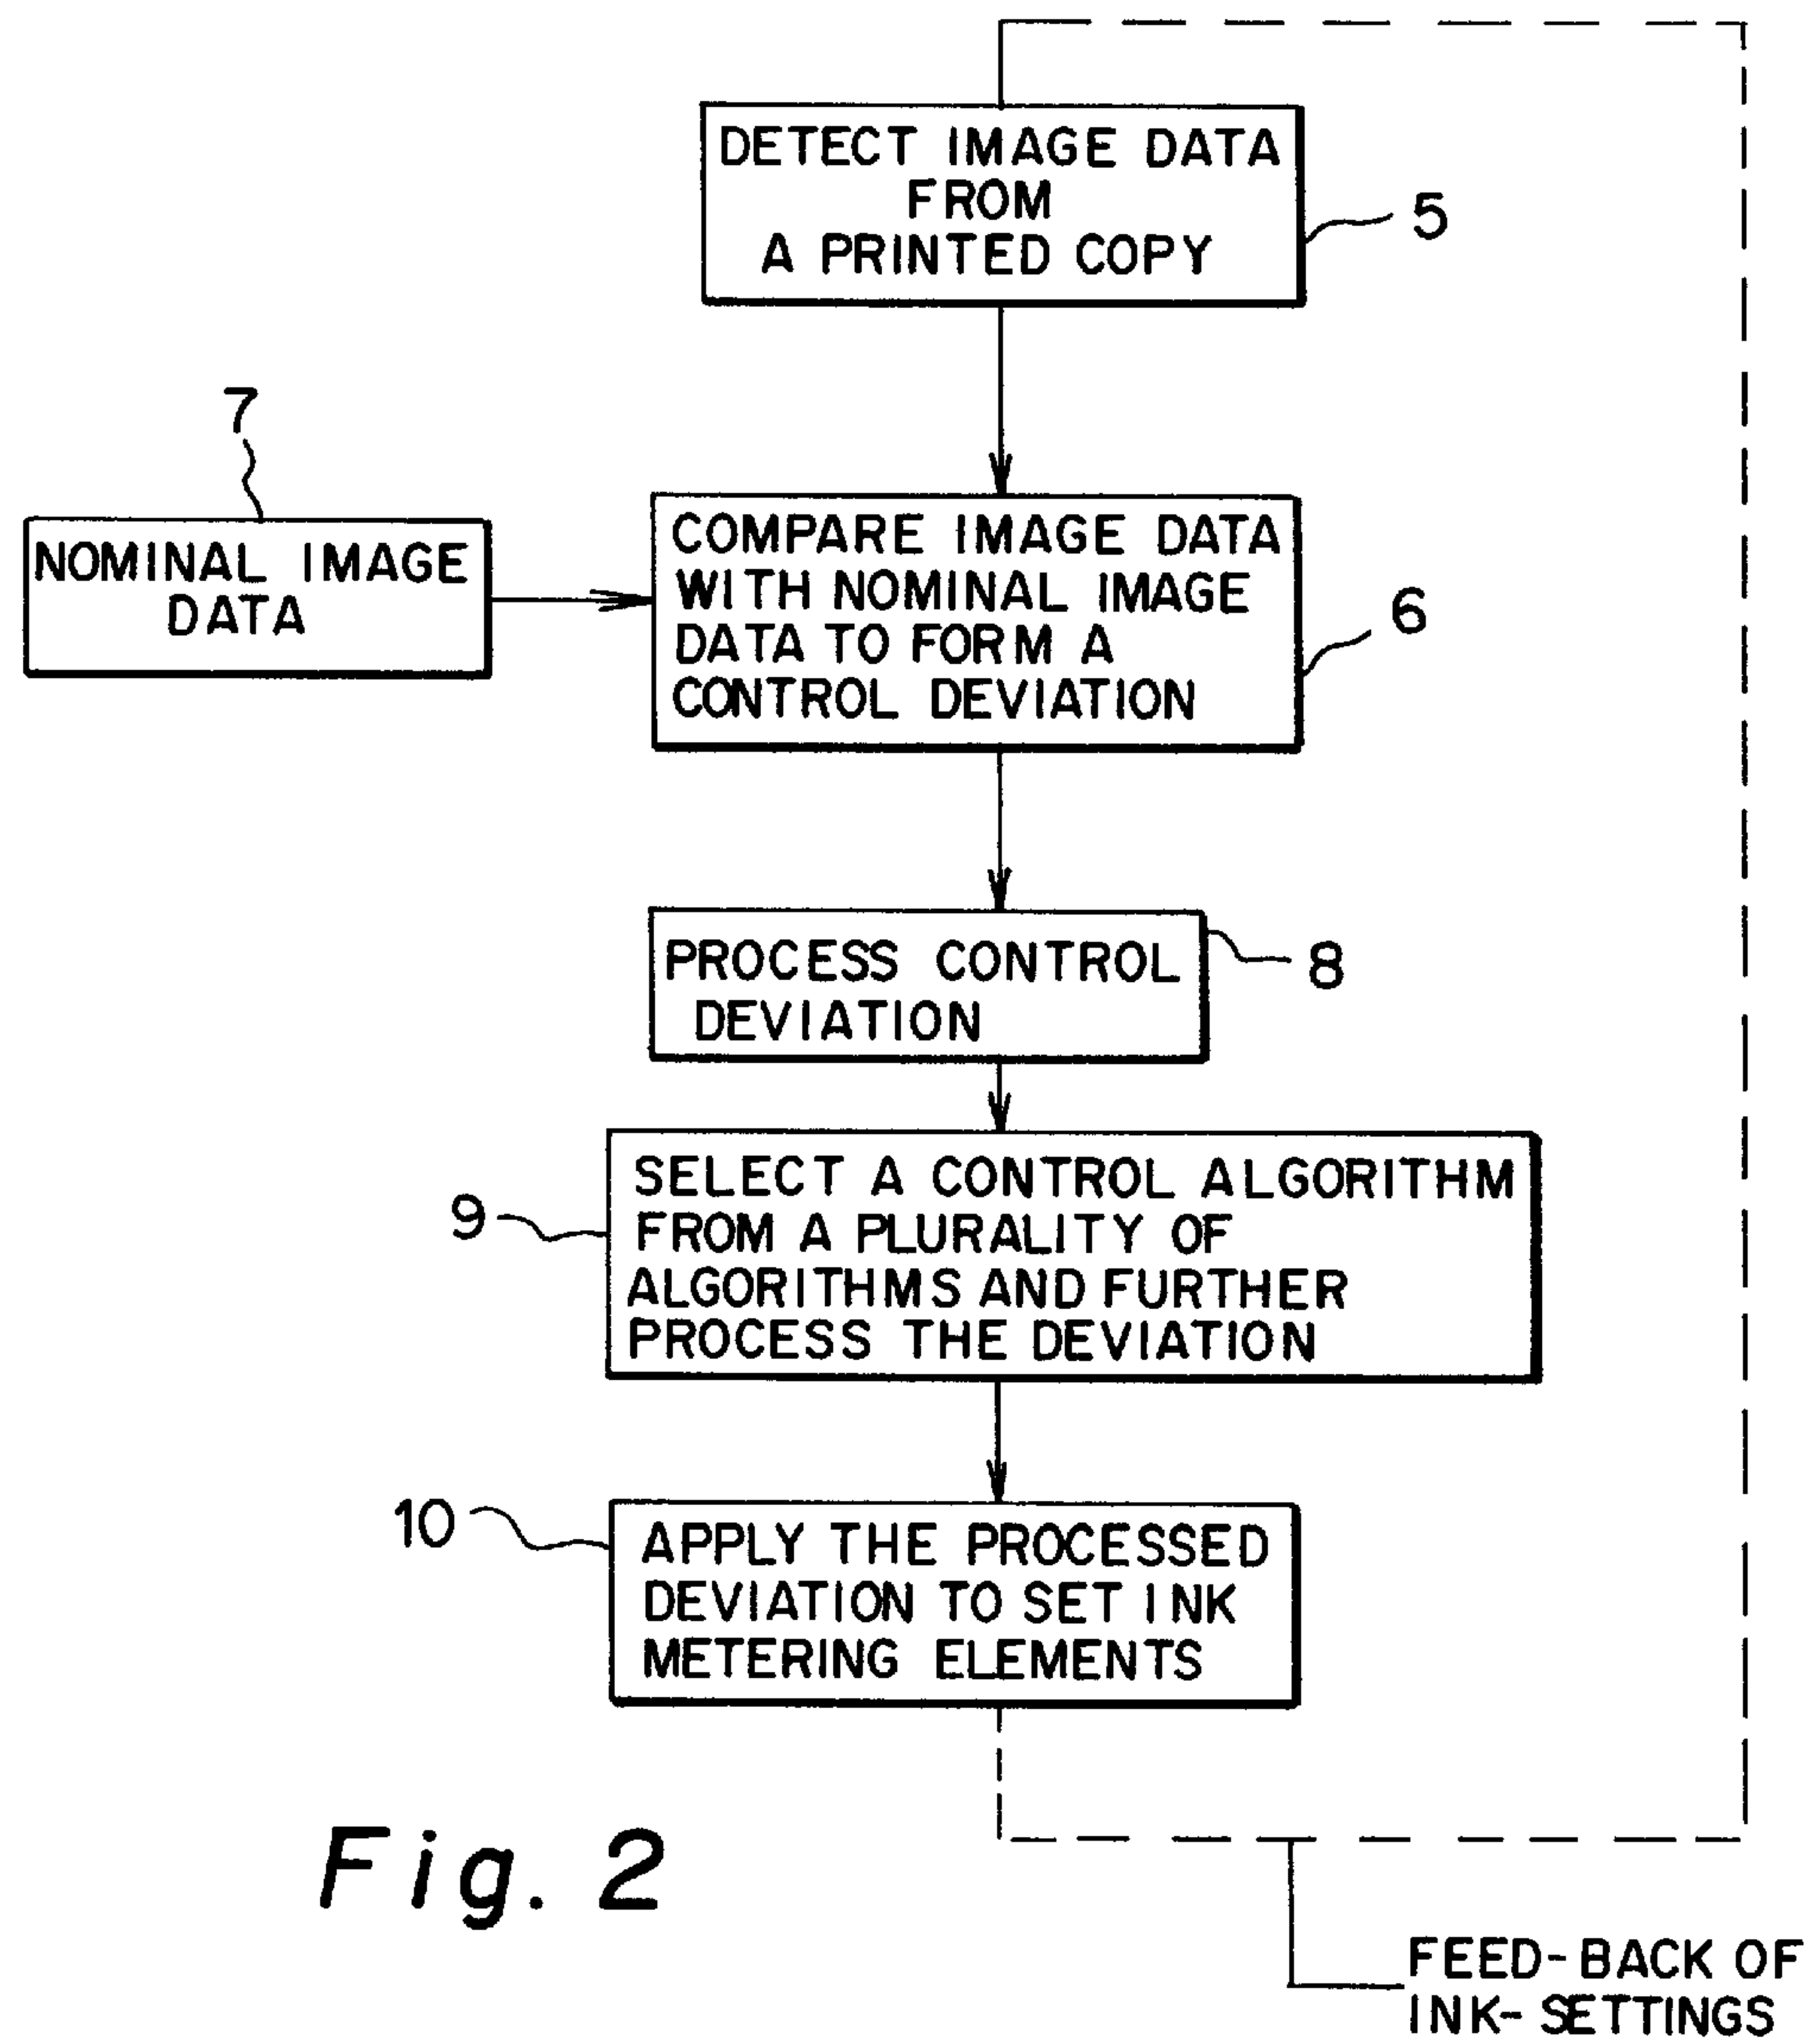 DETECT IMAGE DATA
FROM
A PRINTED COPY
5
7
NOMINAL IMAGE
DATA
COMPARE IMAGE DATA
WITH NOMINAL IMAGE
DATA TO FORM A
CONTROL DEVIATION
6
PROCESS CONTROL
DEVIATION
8
9
SELECT A CONTROL ALGORITHM
FROM A PLURALITY OF
ALGORITHMS AND FURTHER
PROCESS THE DEVIATION
10
APPLY THE PROCESSED
DEVIATION TO SET INK
METERING ELEMENTS
Fig. 2
FEED-BACK OF
INK-SETTINGS